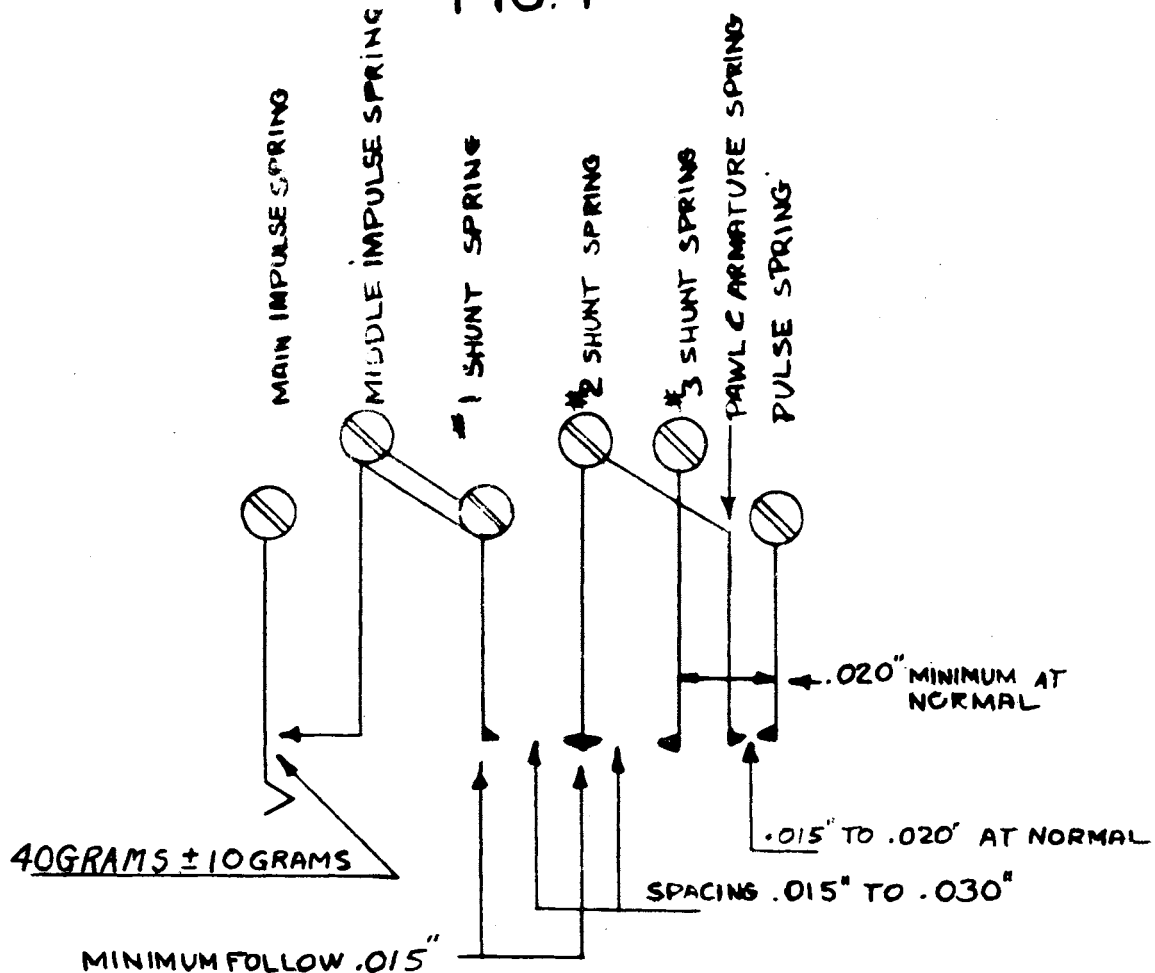 MAIN IMPULSE SPRING
MIDDLE IMPULSE SPRING
#1 SHUNT SPRING
#2 SHUNT SPRING
#3 SHUNT SPRING
PAWL C ARMATURE SPRING
PULSE SPRING
.020" MINIMUM AT
NORMAL
.015" TO .020" AT NORMAL
40GRAMS ±10GRAMS
SPACING .015" TO .030"
MINIMUM FOLLOW .015"